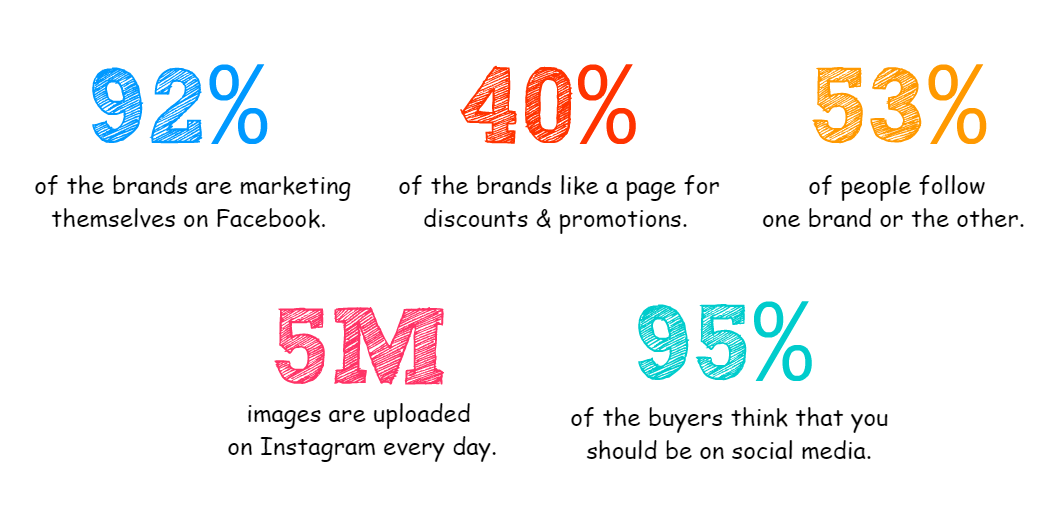 92%
of the brands are marketing
themselves on Facebook.
40%
of the brands like a page for
discounts & promotions.
53%
of people follow
one brand or the other.
5M
images are uploaded
on Instagram every day.
95%
of the buyers think that you
should be on social media.